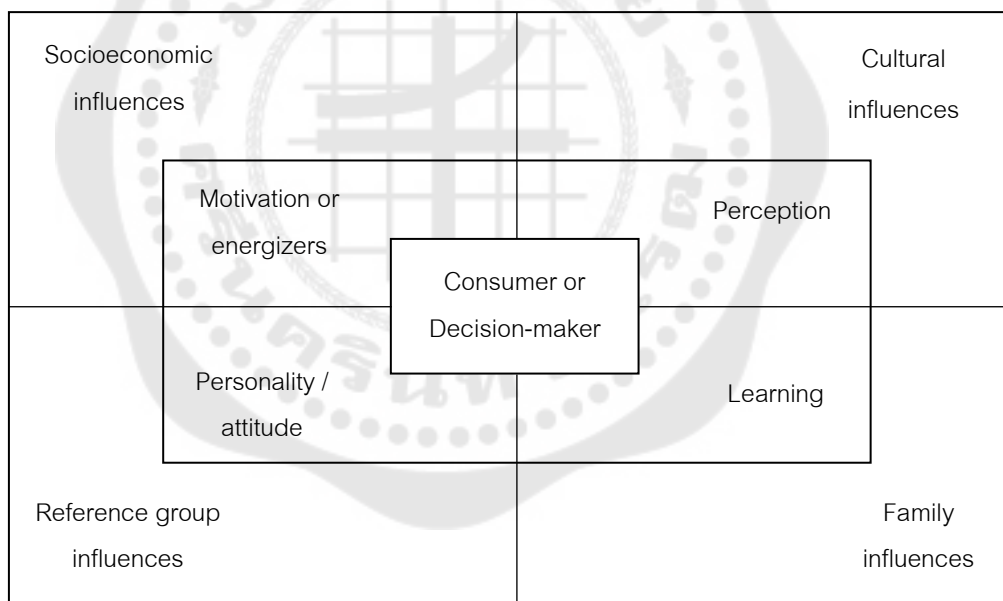 Socioeconomic
influences
Cultural
influences
Motivation or
energizers
Perception
Consumer or
Decision-maker
Personality /
attitude
Learning
Reference group
influences
Family
influences